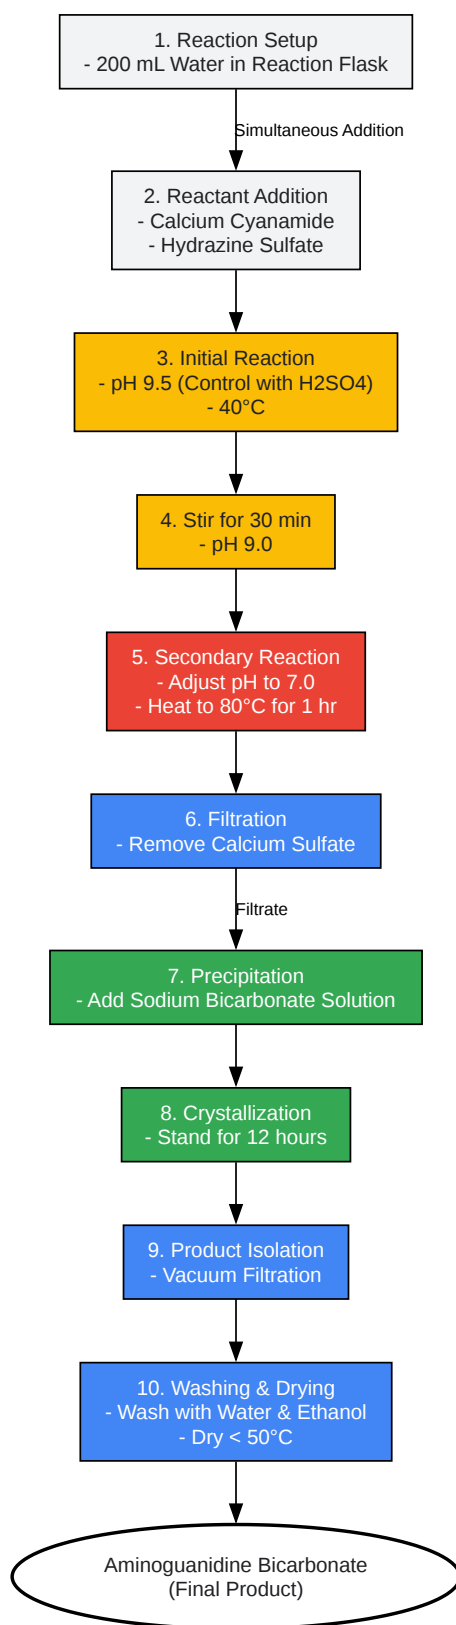 1. Reaction Setup
- 200 mL Water in Reaction Flask
Simultaneous Addition
2. Reactant Addition
- Calcium Cyanamide
- Hydrazine Sulfate
3. Initial Reaction
- pH 9.5 (Control with H2SO4)
- 40°C
4. Stir for 30 min
- pH 9.0
5. Secondary Reaction
- Adjust pH to 7.0
- Heat to 80°C for 1 hr
6. Filtration
- Remove Calcium Sulfate
Filtrate
7. Precipitation
- Add Sodium Bicarbonate Solution
8. Crystallization
- Stand for 12 hours
9. Product Isolation
- Vacuum Filtration
10. Washing & Drying
- Wash with Water & Ethanol
- Dry < 50°C
Aminoguanidine Bicarbonate
(Final Product)